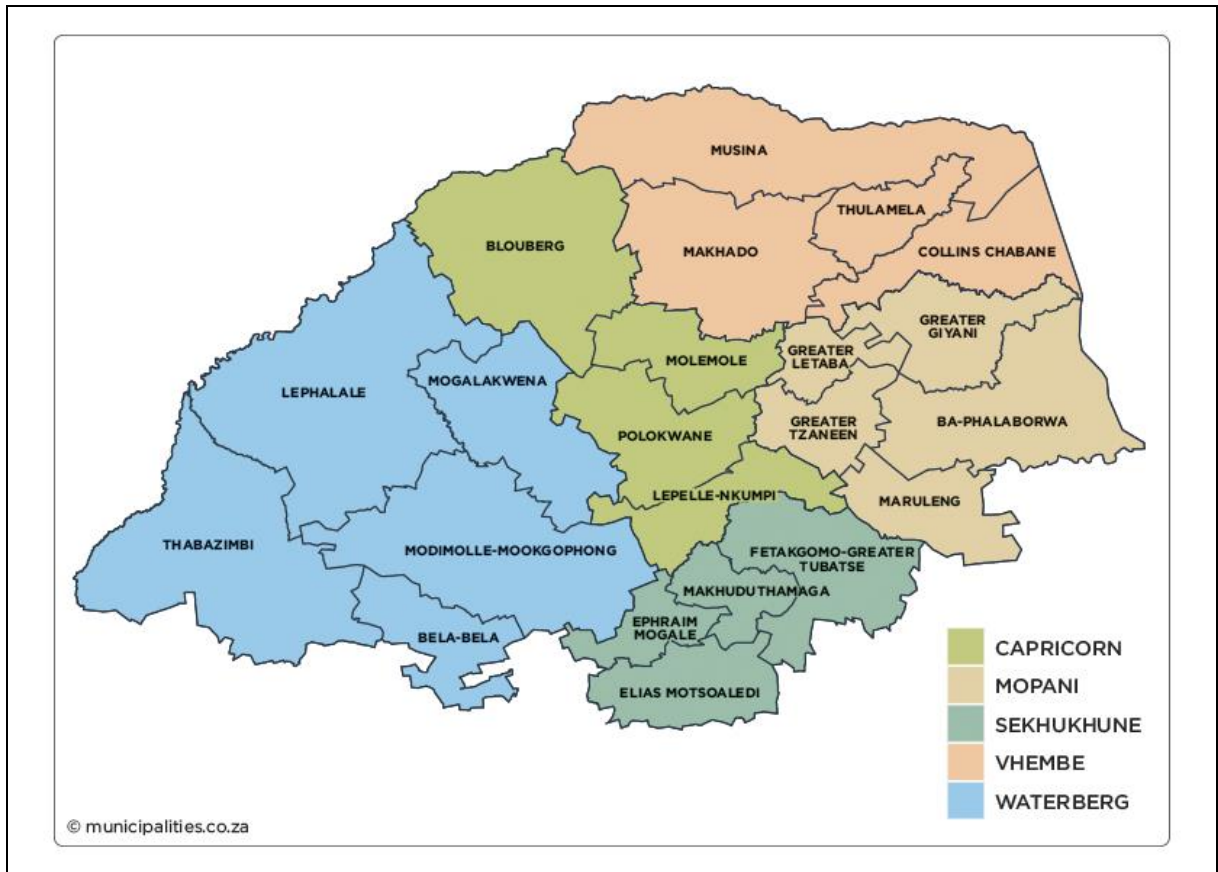 MUSINA
THULAMELA
BLOUBERG
MAKHADO
COLLINS CHABANE
GREATER
GIYANI
MOLEMOLE
GREATER
LETABA
MOGALAKWENA
LEPHALALE
GREATER
TZANEEN
BA-PHALABORWA
POLOKWANE
LEPELLE-NKUMPI
MARULENG
THABAZIMBI
MODIMOLLE-MOOKGOPHONG
FETAKGOMO-GREATER
TUBATSE
MAKHUDUTHAMAGA
EPHRAIM
MOGALE
BELA-BELA
ELIAS MOTSOALEDI
CAPRICORN
MOPANI
SEKHUKHUNE
VHEMBE
WATERBERG
© municipalities.co.za